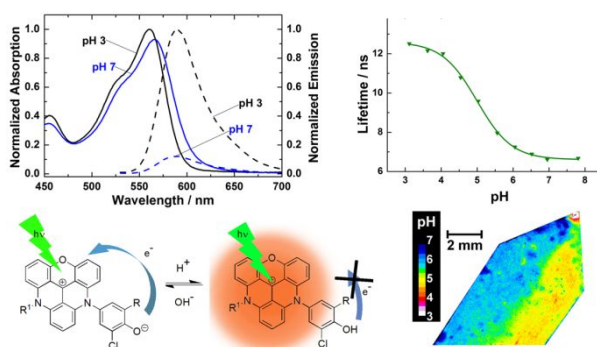 Normalized Absorption
1.0
0.8
0.6
0.4
0.2
0.0
pH 3
pH 7
pH 3
pH 7
1.0
0.8
0.6
0.4
0.2
0.0
Normalized Emission
450
500
550
600
650
700
Wavelength / nm
Lifetime / ns
14
12
10
8
6
3
4
5
6
7
8
pH
hν
e⁻
O
⊕
N
R¹
N
R
O⊖
Cl
H⁺
OH⁻
hν
O
N
R¹
N
R
OH
Cl
e⁻
pH
7
6
5
4
3
2 mm